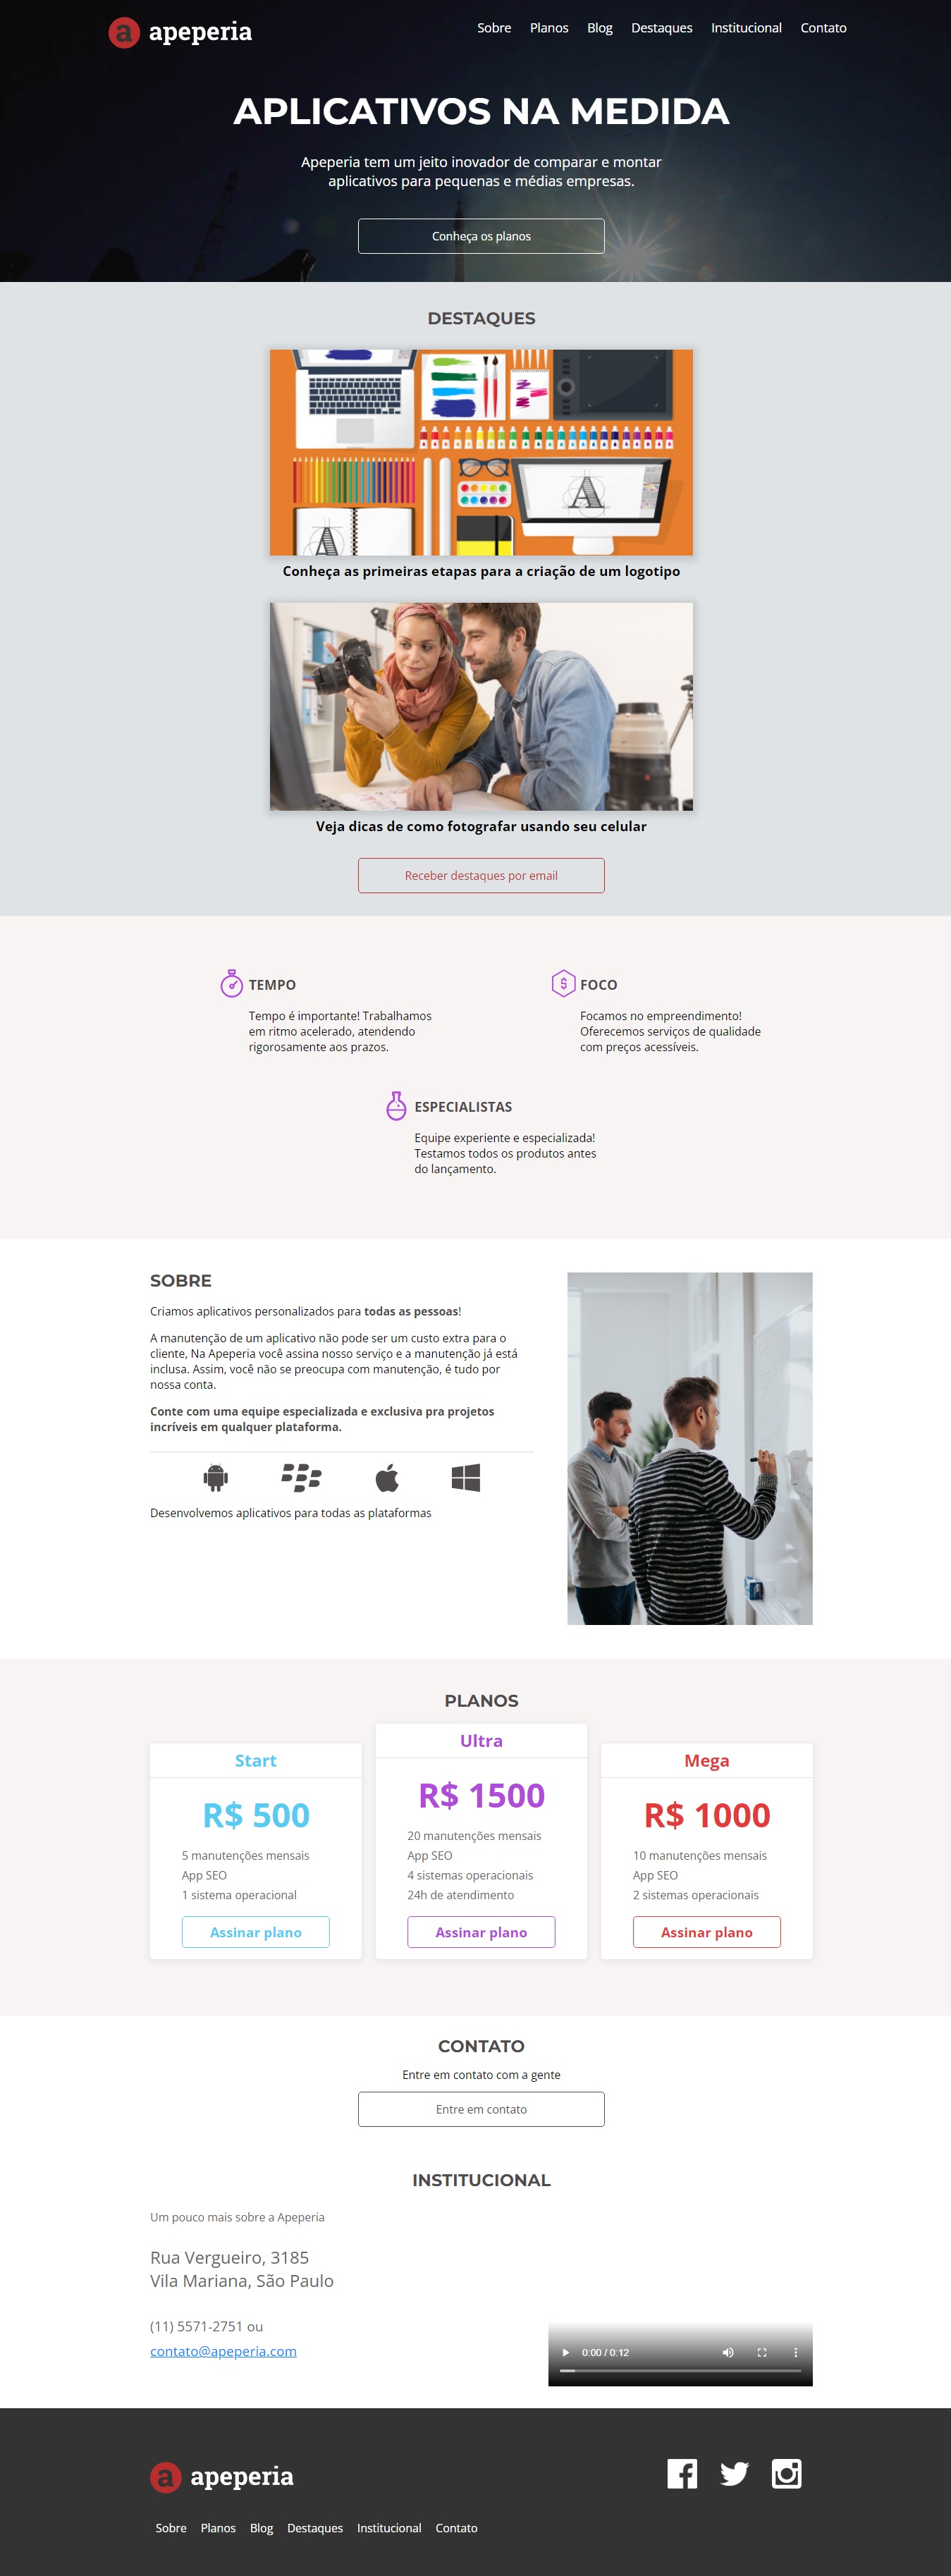 a apeperia
Sobre Planos Blog Destaques Institucional Contato
APLICATIVOS NA MEDIDA
Apeperia tem um jeito inovador de comparar e montar
aplicativos para pequenas e médias empresas.
Conheça os planos
DESTAQUES
A
A
Conheça as primeiras etapas para a criação de um logotipo
Veja dicas de como fotografar usando seu celular
Receber destaques por email
TEMPO
Tempo é importante! Trabalhamos
em ritmo acelerado, atendendo
rigorosamente aos prazos.
$ FOCO
Focamos no empreendimento!
Oferecemos serviços de qualidade
com preços acessíveis.
ESPECIALISTAS
Equipe experiente e especializada!
Testamos todos os produtos antes
do lançamento.
SOBRE
Criamos aplicativos personalizados para todas as pessoas!
A manutenção de um aplicativo não pode ser um custo extra para o
cliente, Na Apeperia você assina nosso serviço e a manutenção já está
inclusa. Assim, você não se preocupa com manutenção, é tudo por
nossa conta.
Conte com uma equipe especializada e exclusiva pra projetos
incríveis em qualquer plataforma.
Desenvolvemos aplicativos para todas as plataformas
PLANOS
Start
R$ 500
5 manutenções mensais
App SEO
1 sistema operacional
Assinar plano
Ultra
R$ 1500
20 manutenções mensais
App SEO
4 sistemas operacionais
24h de atendimento
Assinar plano
Mega
R$ 1000
10 manutenções mensais
App SEO
2 sistemas operacionais
Assinar plano
CONTATO
Entre em contato com a gente
Entre em contato
INSTITUCIONAL
Um pouco mais sobre a Apeperia
Rua Vergueiro, 3185
Vila Mariana, São Paulo
(11) 5571-2751 ou
contato@apeperia.com
0:00 / 0:12
a apeperia
Sobre Planos Blog Destaques Institucional Contato